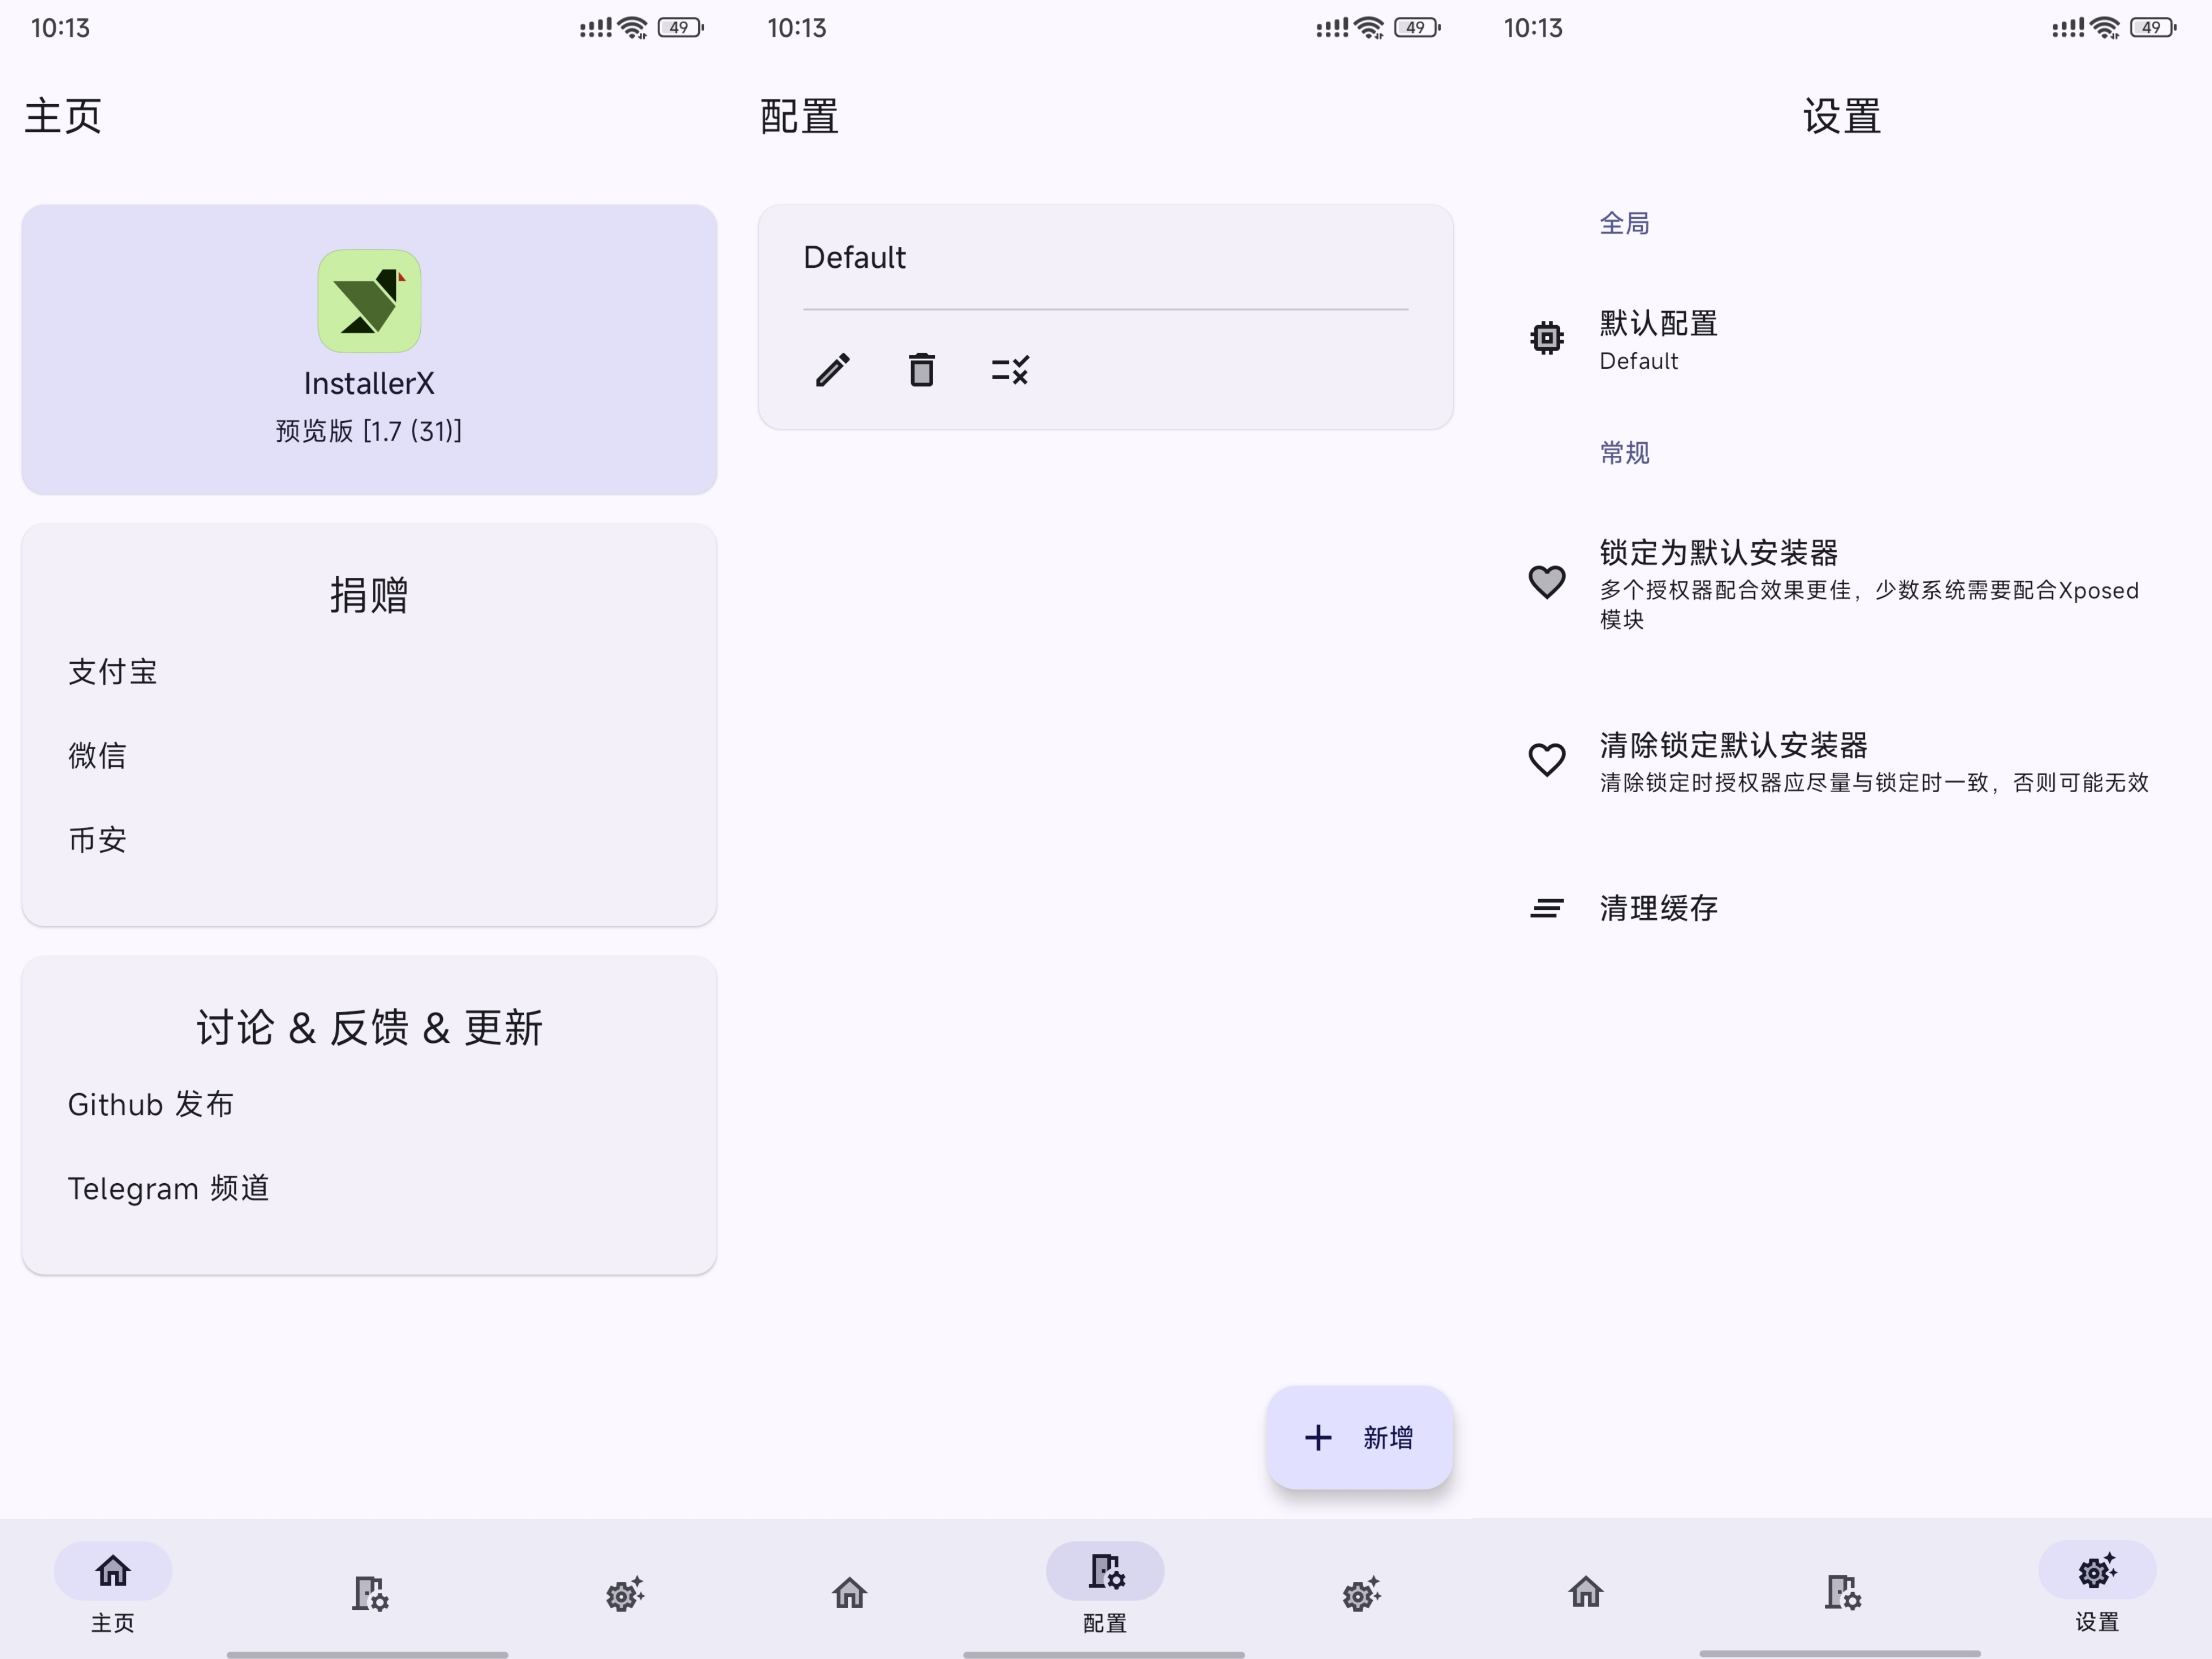 10:13
49
主页
InstallerX
预览版 [1.7 (31)]
捐赠
支付宝
微信
币安
讨论 & 反馈 & 更新
Github 发布
Telegram 频道
主页
10:13
49
配置
Default
新增
配置
10:13
49
设置
全局
默认配置
Default
常规
锁定为默认安装器
多个授权器配合效果更佳，少数系统需要配合Xposed
模块
清除锁定默认安装器
清除锁定时授权器应尽量与锁定时一致，否则可能无效
清理缓存
设置